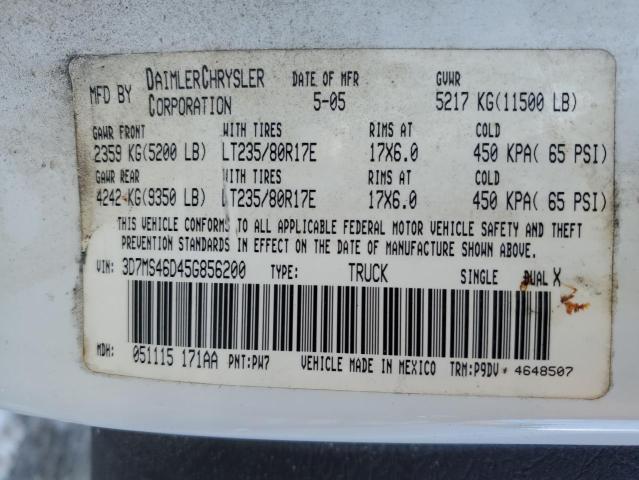 MFD BY DAIMLERCHRYSLER CORPORATION DATE OF MFR 5-05 GVWR 5217 KG(11500 LB)
GAWR FRONT WITH TIRES RIMS AT COLD
2359 KG(5200 LB) LT235/80R17E 17X6.0 450 KPA( 65 PSI)
GAWR REAR WITH TIRES RIMS AT COLD
4242 KG(9350 LB) LT235/80R17E 17X6.0 450 KPA( 65 PSI)
THIS VEHICLE CONFORMS TO ALL APPLICABLE FEDERAL MOTOR VEHICLE SAFETY AND THEFT
PREVENTION STANDARDS IN EFFECT ON THE DATE OF MANUFACTURE SHOWN ABOVE.
VIN: 3D7MS46D45G856200 TYPE: TRUCK SINGLE DUAL X
MDH: 051115 171AA PNT:PW7 VEHICLE MADE IN MEXICO TRM:P9DV 4648507